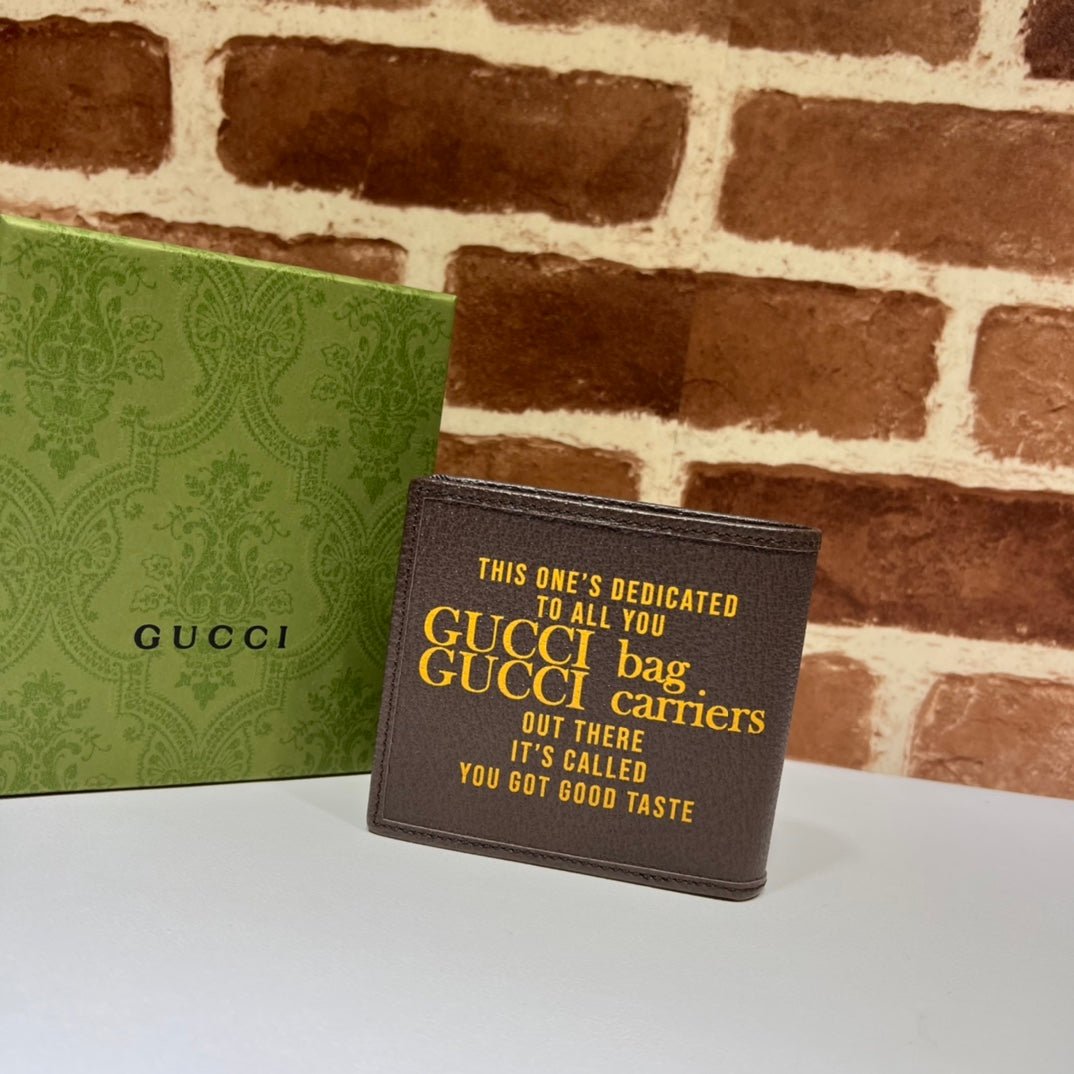 GUCCI
THIS ONE'S DEDICATED
TO ALL YOU
GUCCI bag
GUCCI carriers
OUT THERE
IT'S CALLED
YOU GOT GOOD TASTE